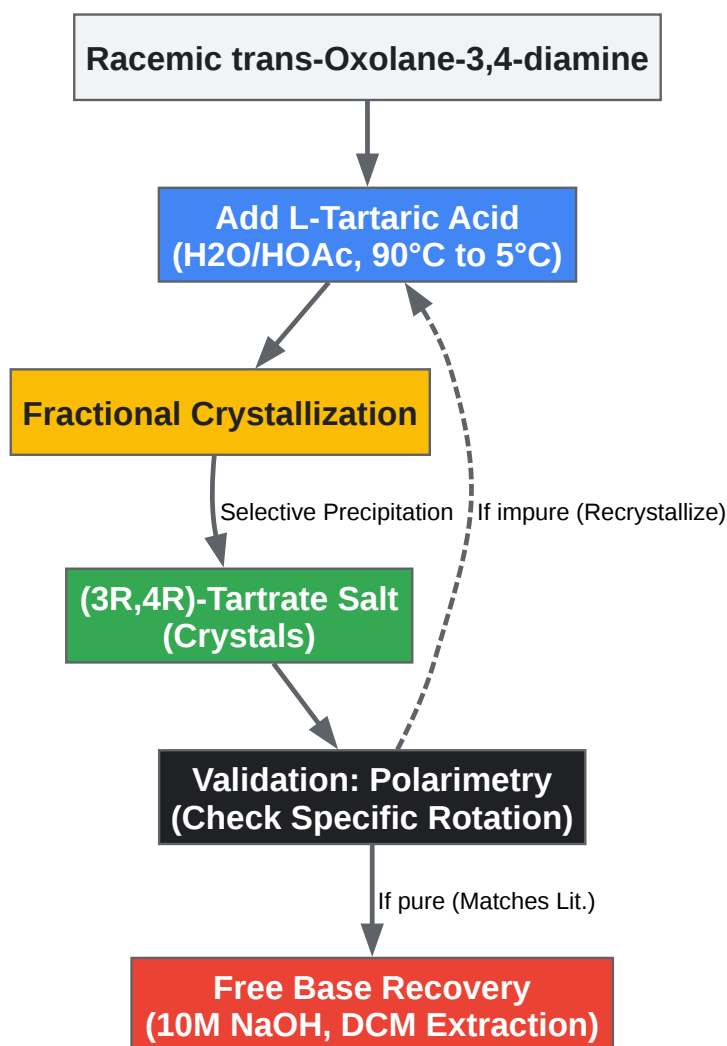 Racemic trans-Oxolane-3,4-diamine
Add L-Tartaric Acid
(H2O/HOAc, 90°C to 5°C)
Fractional Crystallization
Selective Precipitation
If impure (Recrystallize)
(3R,4R)-Tartrate Salt
(Crystals)
Validation: Polarimetry
(Check Specific Rotation)
If pure (Matches Lit.)
Free Base Recovery
(10M NaOH, DCM Extraction)